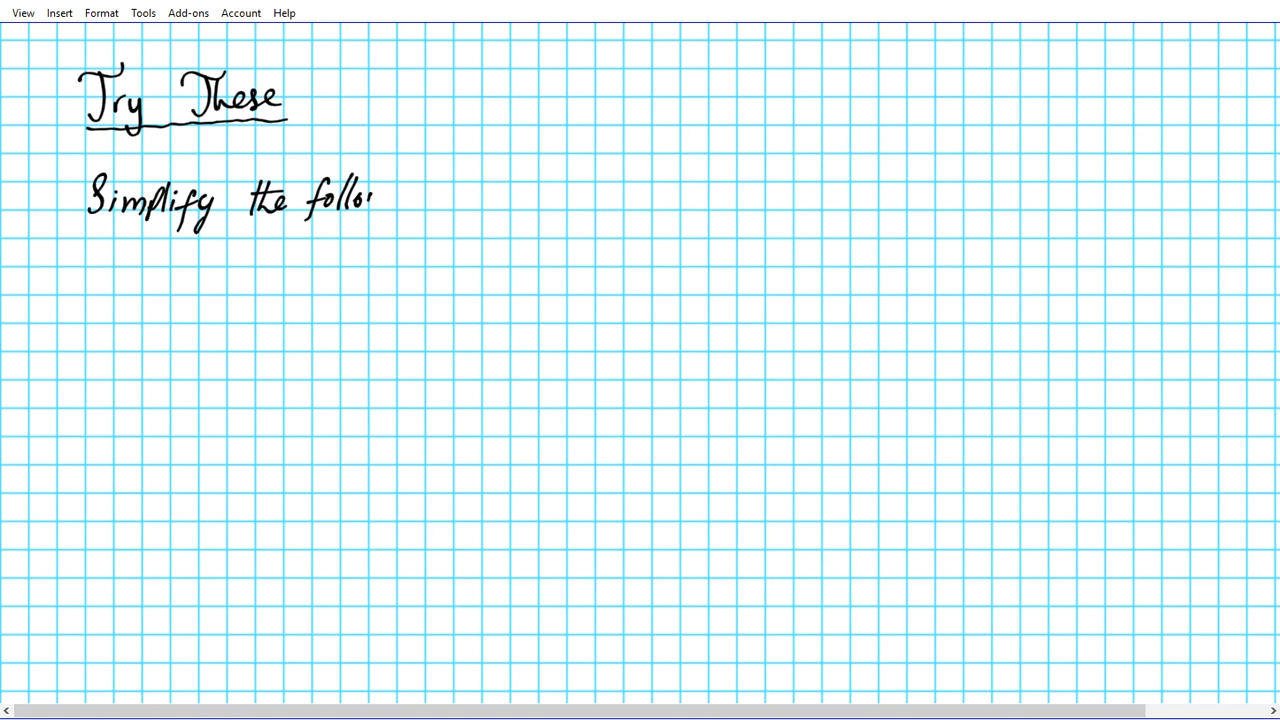 View Insert Format Tools Add-ons Account Help
Try These
Simplify the follo